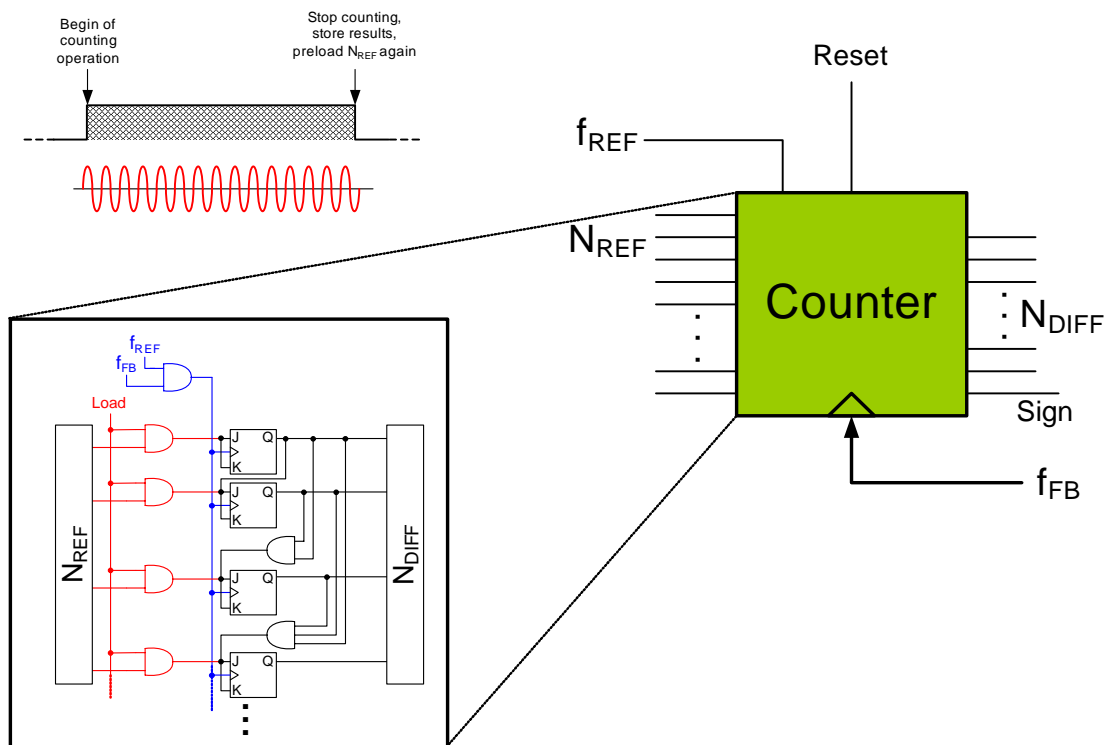 Begin of
counting
operation
Stop counting,
store results,
preload NREF again
Reset
fREF
NREF
Counter
NDIFF
Sign
fFB
fREF
fFB
Load
NREF
J Q
K
J Q
K
J Q
K
J Q
K
NDIFF